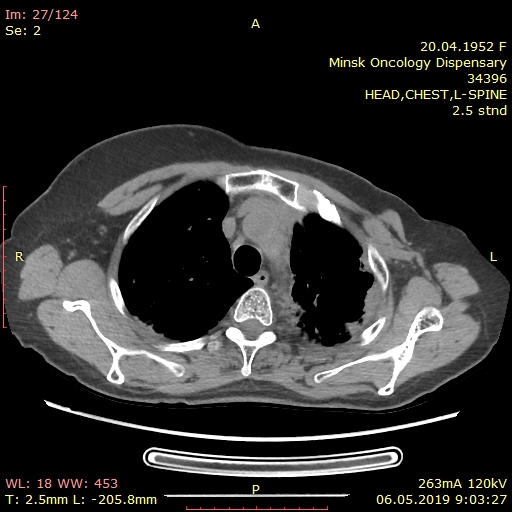 Im: 27/124
Se: 2
A
20.04.1952 F
Minsk Oncology Dispensary
34396
HEAD,CHEST,L-SPINE
2.5 stnd
R
L
WL: 18 WW: 453
T: 2.5mm L: -205.8mm
P
263mA 120kV
06.05.2019 9:03:27